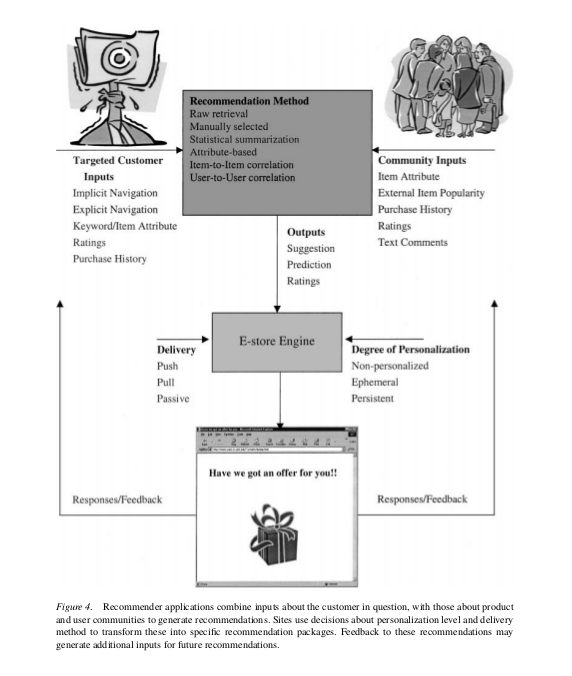 Recommendation Method
Raw retrieval
Manually selected
Statistical summarization
Attribute-based
Item-to-Item correlation
User-to-User correlation
Targeted Customer
Inputs
Implicit Navigation
Explicit Navigation
Keyword/Item Attribute
Ratings
Purchase History
Community Inputs
Item Attribute
External Item Popularity
Purchase History
Ratings
Text Comments
Outputs
Suggestion
Prediction
Ratings
E-store Engine
Delivery
Push
Pull
Passive
Degree of Personalization
Non-personalized
Ephemeral
Persistent
Have we got an offer for you!!
Responses/Feedback
Responses/Feedback
Figure 4. Recommender applications combine inputs about the customer in question, with those about product
and user communities to generate recommendations. Sites use decisions about personalization level and delivery
method to transform these into specific recommendation packages. Feedback to these recommendations may
generate additional inputs for future recommendations.